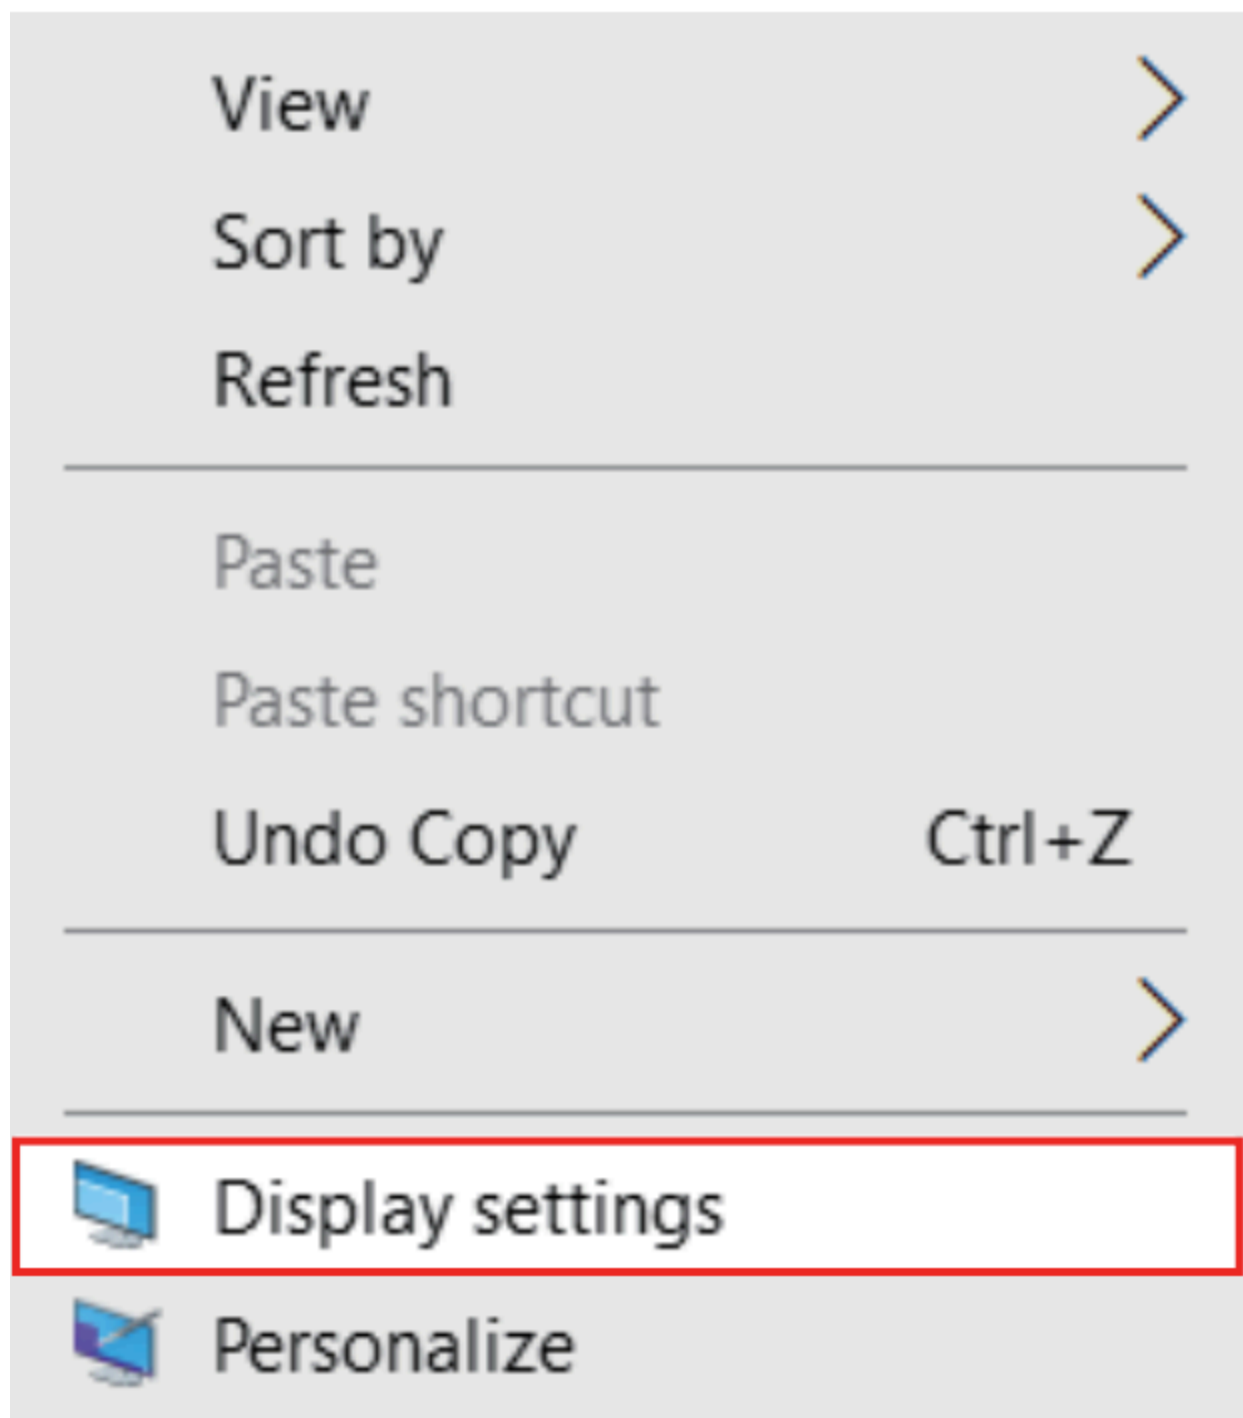 View
Sort by
Refresh
Paste
Paste shortcut
Undo Copy Ctrl+Z
New
Display settings
Personalize